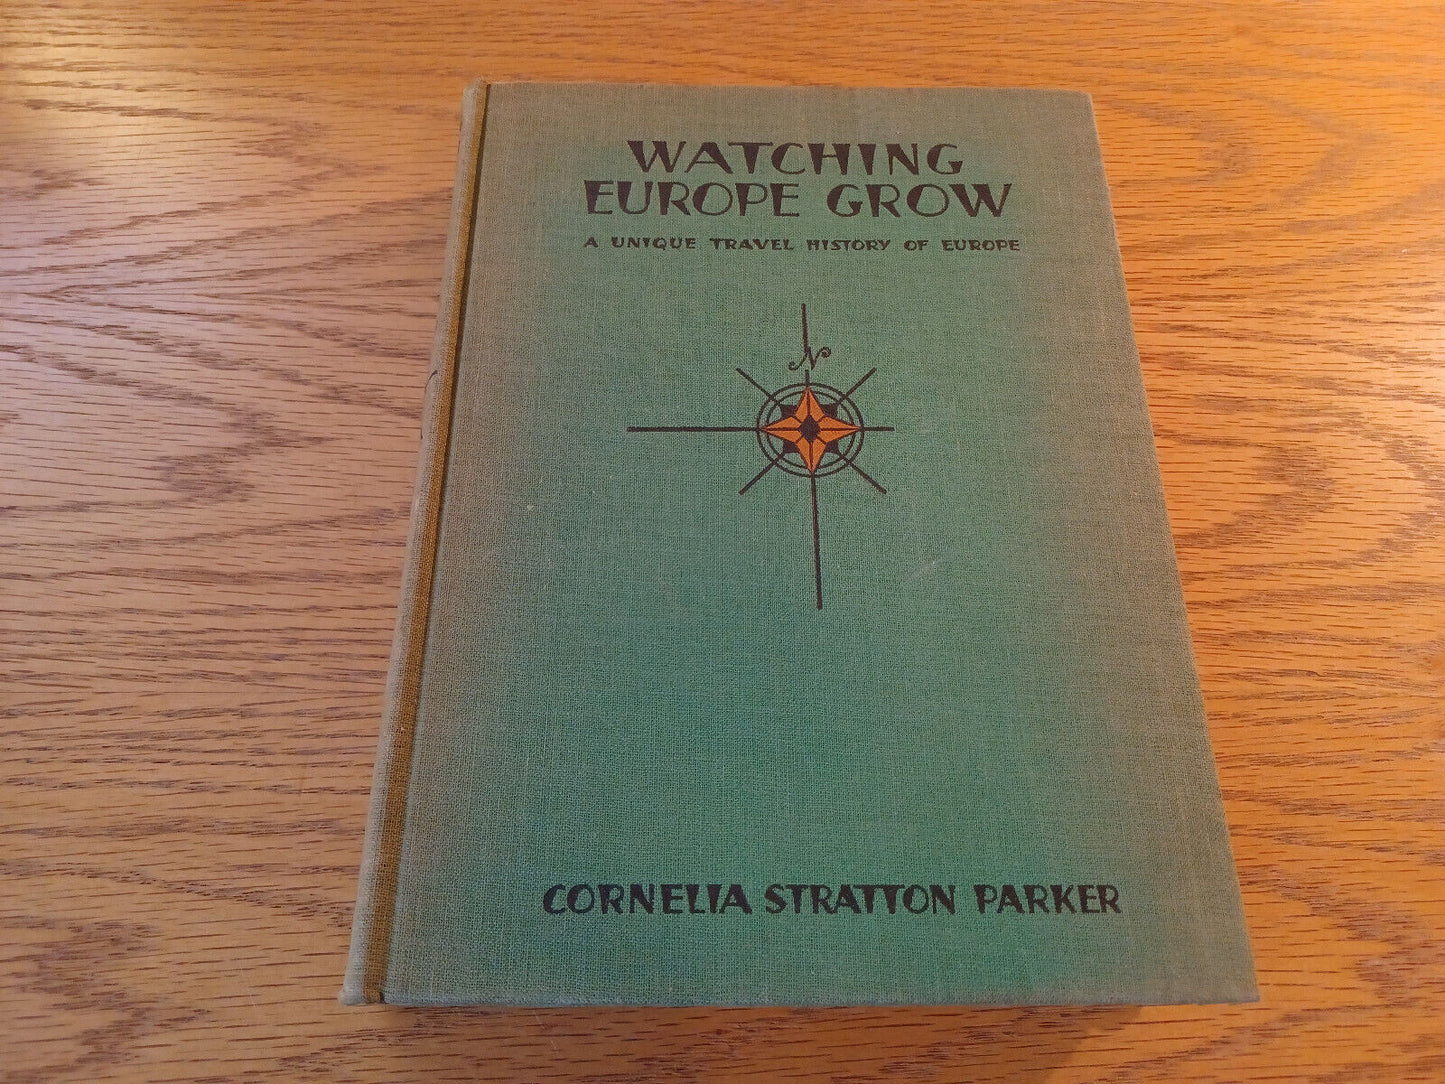 WATCHING
EUROPE GROW
A UNIQUE TRAVEL HISTORY OF EUROPE
N
CORNELIA STRATTON PARKER